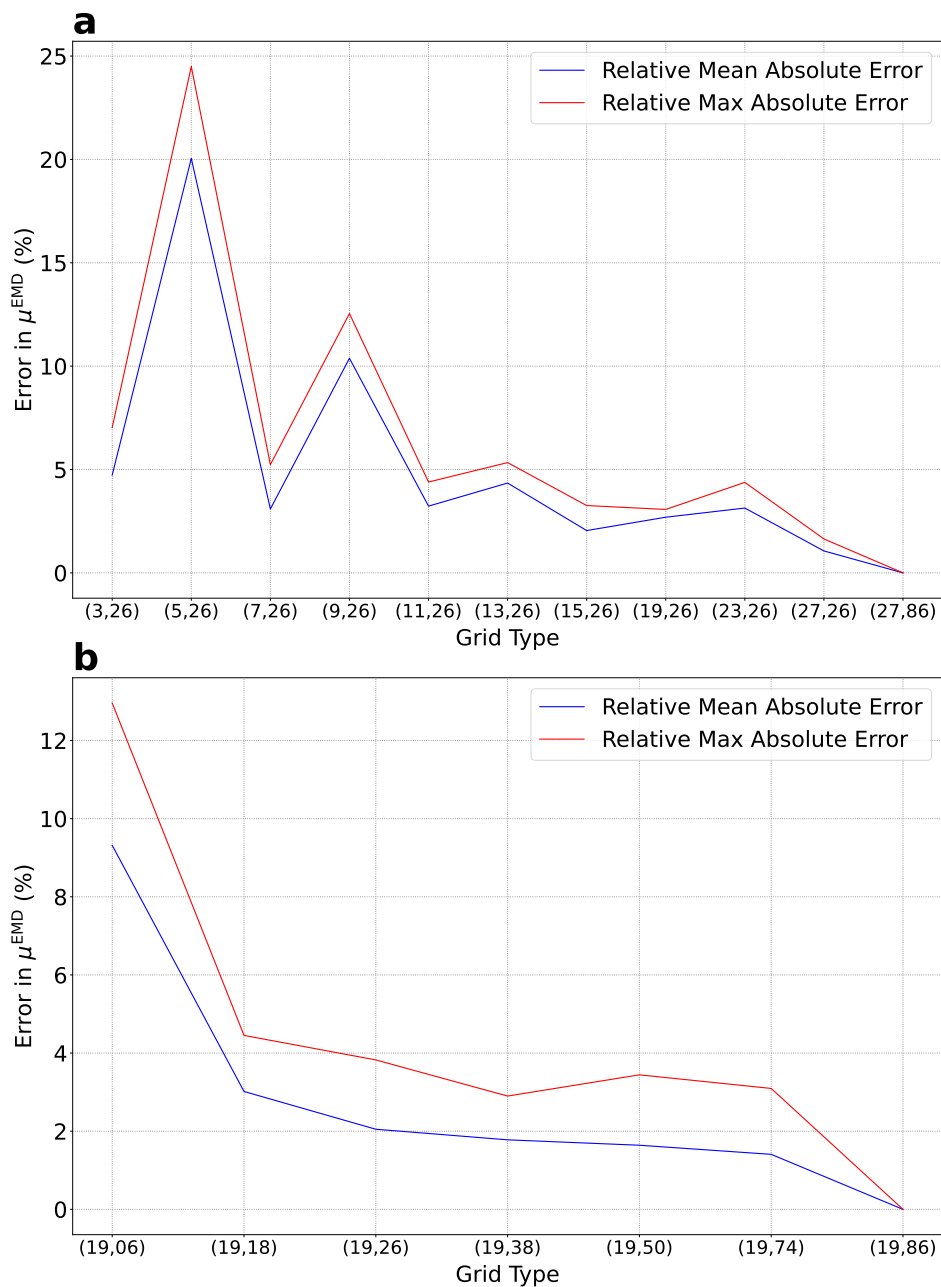 a
25
20
15
10
5
0
Error in μ^EMD (%)
Relative Mean Absolute Error
Relative Max Absolute Error
(3,26) (5,26) (7,26) (9,26) (11,26) (13,26) (15,26) (19,26) (23,26) (27,26) (27,86)
Grid Type
b
12
10
8
6
4
2
0
Error in μ^EMD (%)
Relative Mean Absolute Error
Relative Max Absolute Error
(19,06) (19,18) (19,26) (19,38) (19,50) (19,74) (19,86)
Grid Type